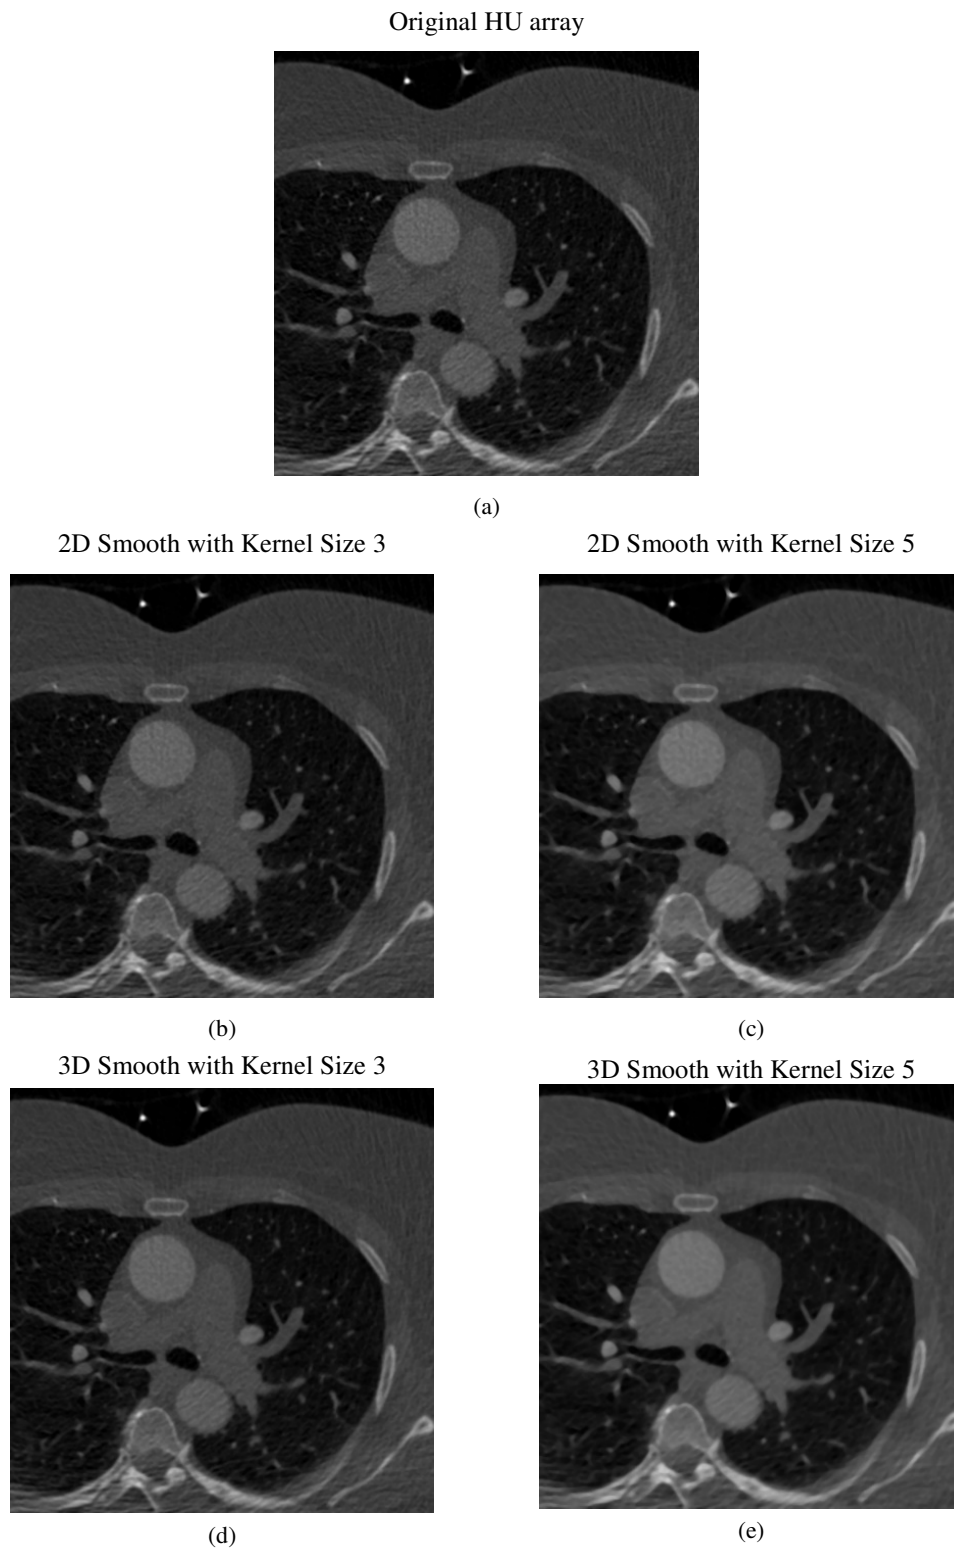 Original HU array
(a)
2D Smooth with Kernel Size 3
2D Smooth with Kernel Size 5
(b)
(c)
3D Smooth with Kernel Size 3
3D Smooth with Kernel Size 5
(d)
(e)